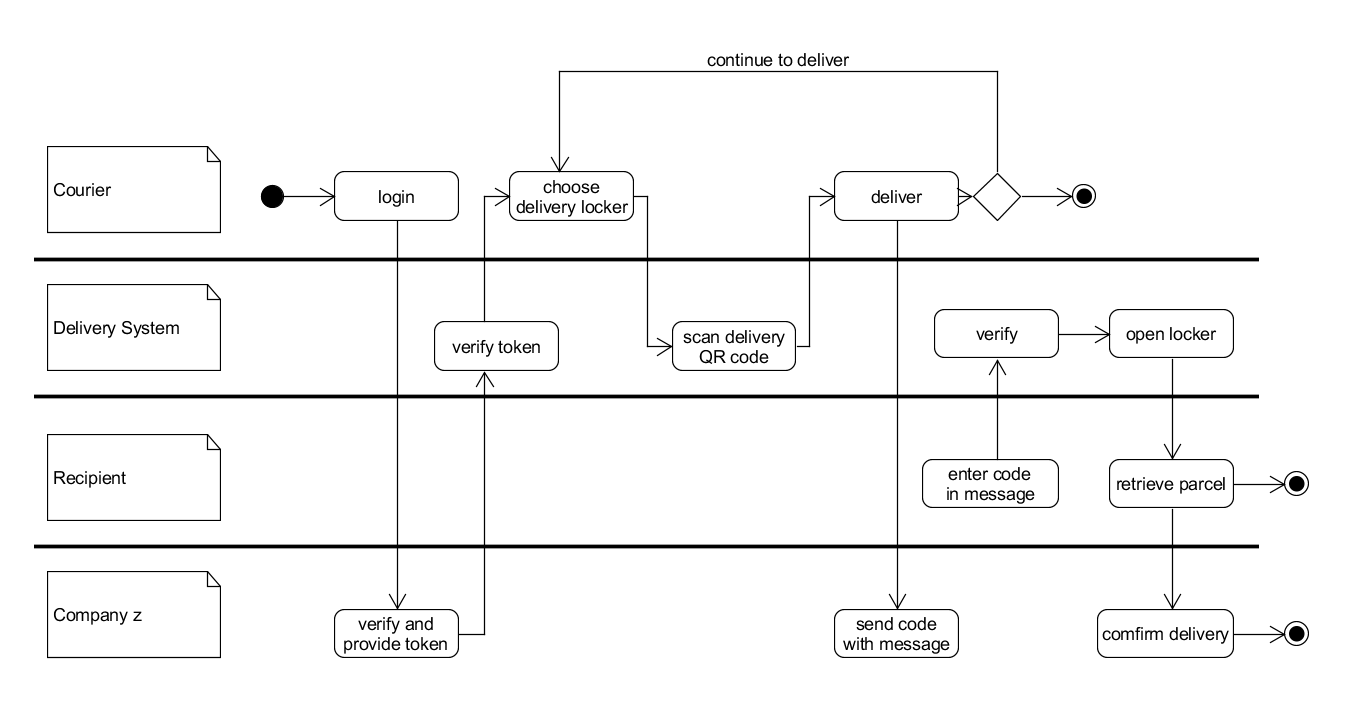 continue to deliver
Courier
login
choose
delivery locker
deliver
Delivery System
verify token
scan delivery
QR code
verify
open locker
Recipient
enter code
in message
retrieve parcel
Company z
verify and
provide token
send code
with message
comfirm delivery